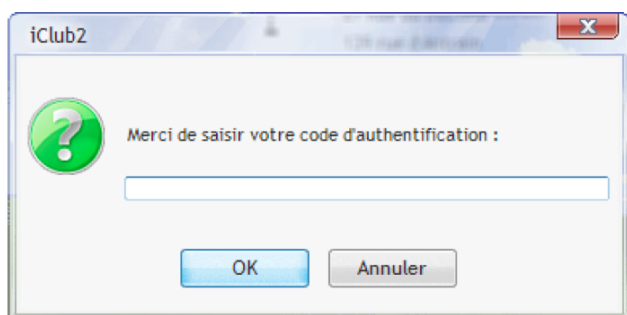 iClub2
Merci de saisir votre code d'authentification :
OK
Annuler